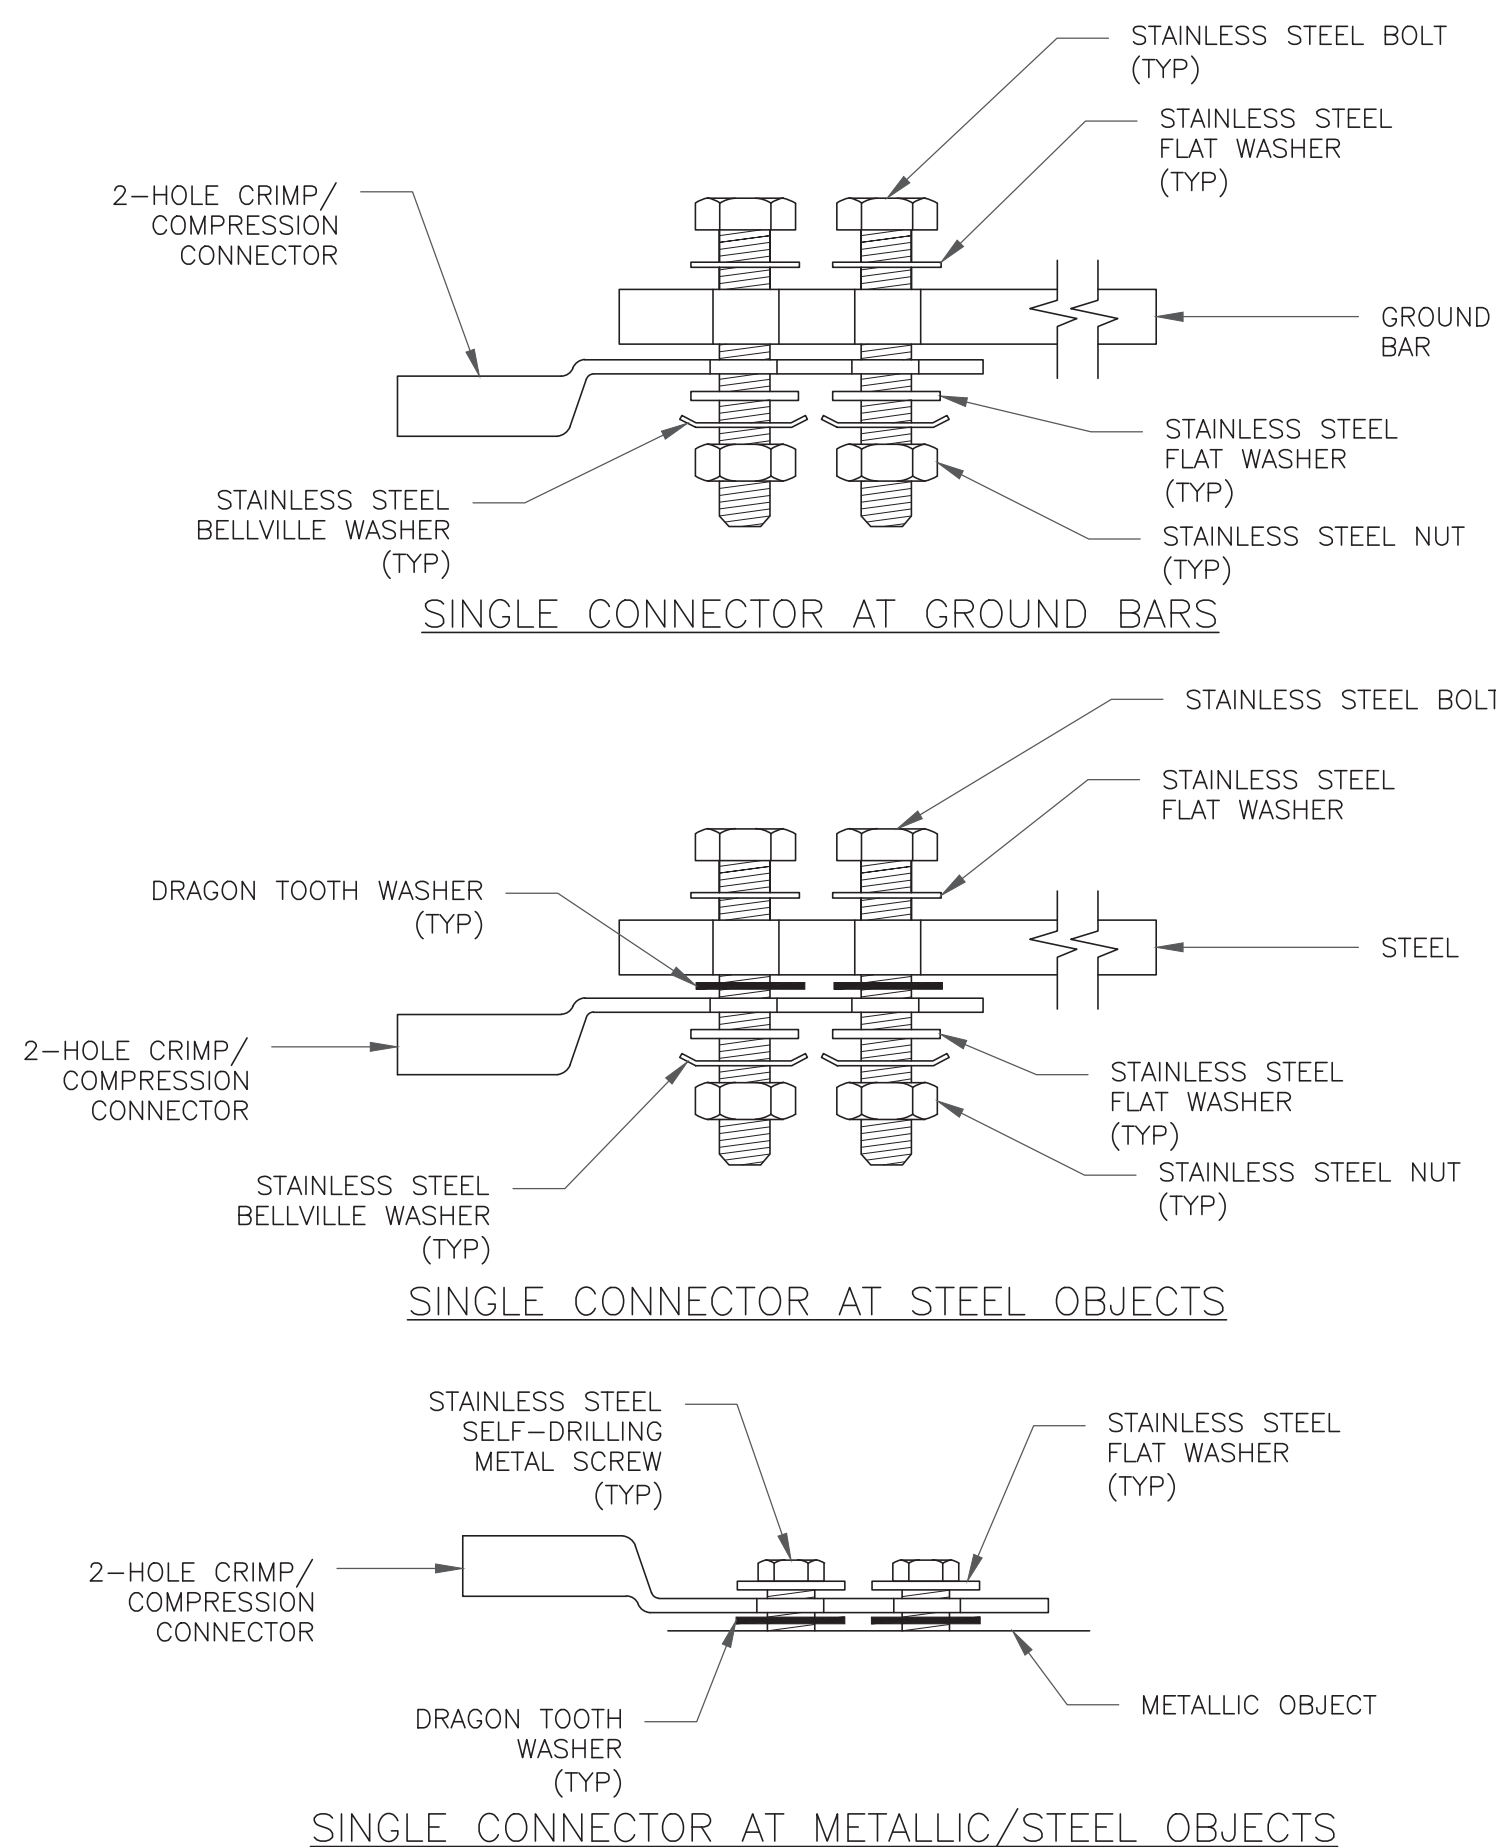 STAINLESS STEEL BOLT
(TYP)
STAINLESS STEEL
FLAT WASHER
(TYP)
2-HOLE CRIMP/
COMPRESSION
CONNECTOR
GROUND
BAR
STAINLESS STEEL
FLAT WASHER
(TYP)
STAINLESS STEEL
BELLVILLE WASHER
(TYP)
STAINLESS STEEL NUT
(TYP)
SINGLE CONNECTOR AT GROUND BARS
STAINLESS STEEL BOLT
STAINLESS STEEL
FLAT WASHER
DRAGON TOOTH WASHER
(TYP)
STEEL
2-HOLE CRIMP/
COMPRESSION
CONNECTOR
STAINLESS STEEL
FLAT WASHER
(TYP)
STAINLESS STEEL NUT
(TYP)
STAINLESS STEEL
BELLVILLE WASHER
(TYP)
SINGLE CONNECTOR AT STEEL OBJECTS
STAINLESS STEEL
SELF-DRILLING
METAL SCREW
(TYP)
STAINLESS STEEL
FLAT WASHER
(TYP)
2-HOLE CRIMP/
COMPRESSION
CONNECTOR
METALLIC OBJECT
DRAGON TOOTH
WASHER
(TYP)
SINGLE CONNECTOR AT METALLIC/STEEL OBJECTS